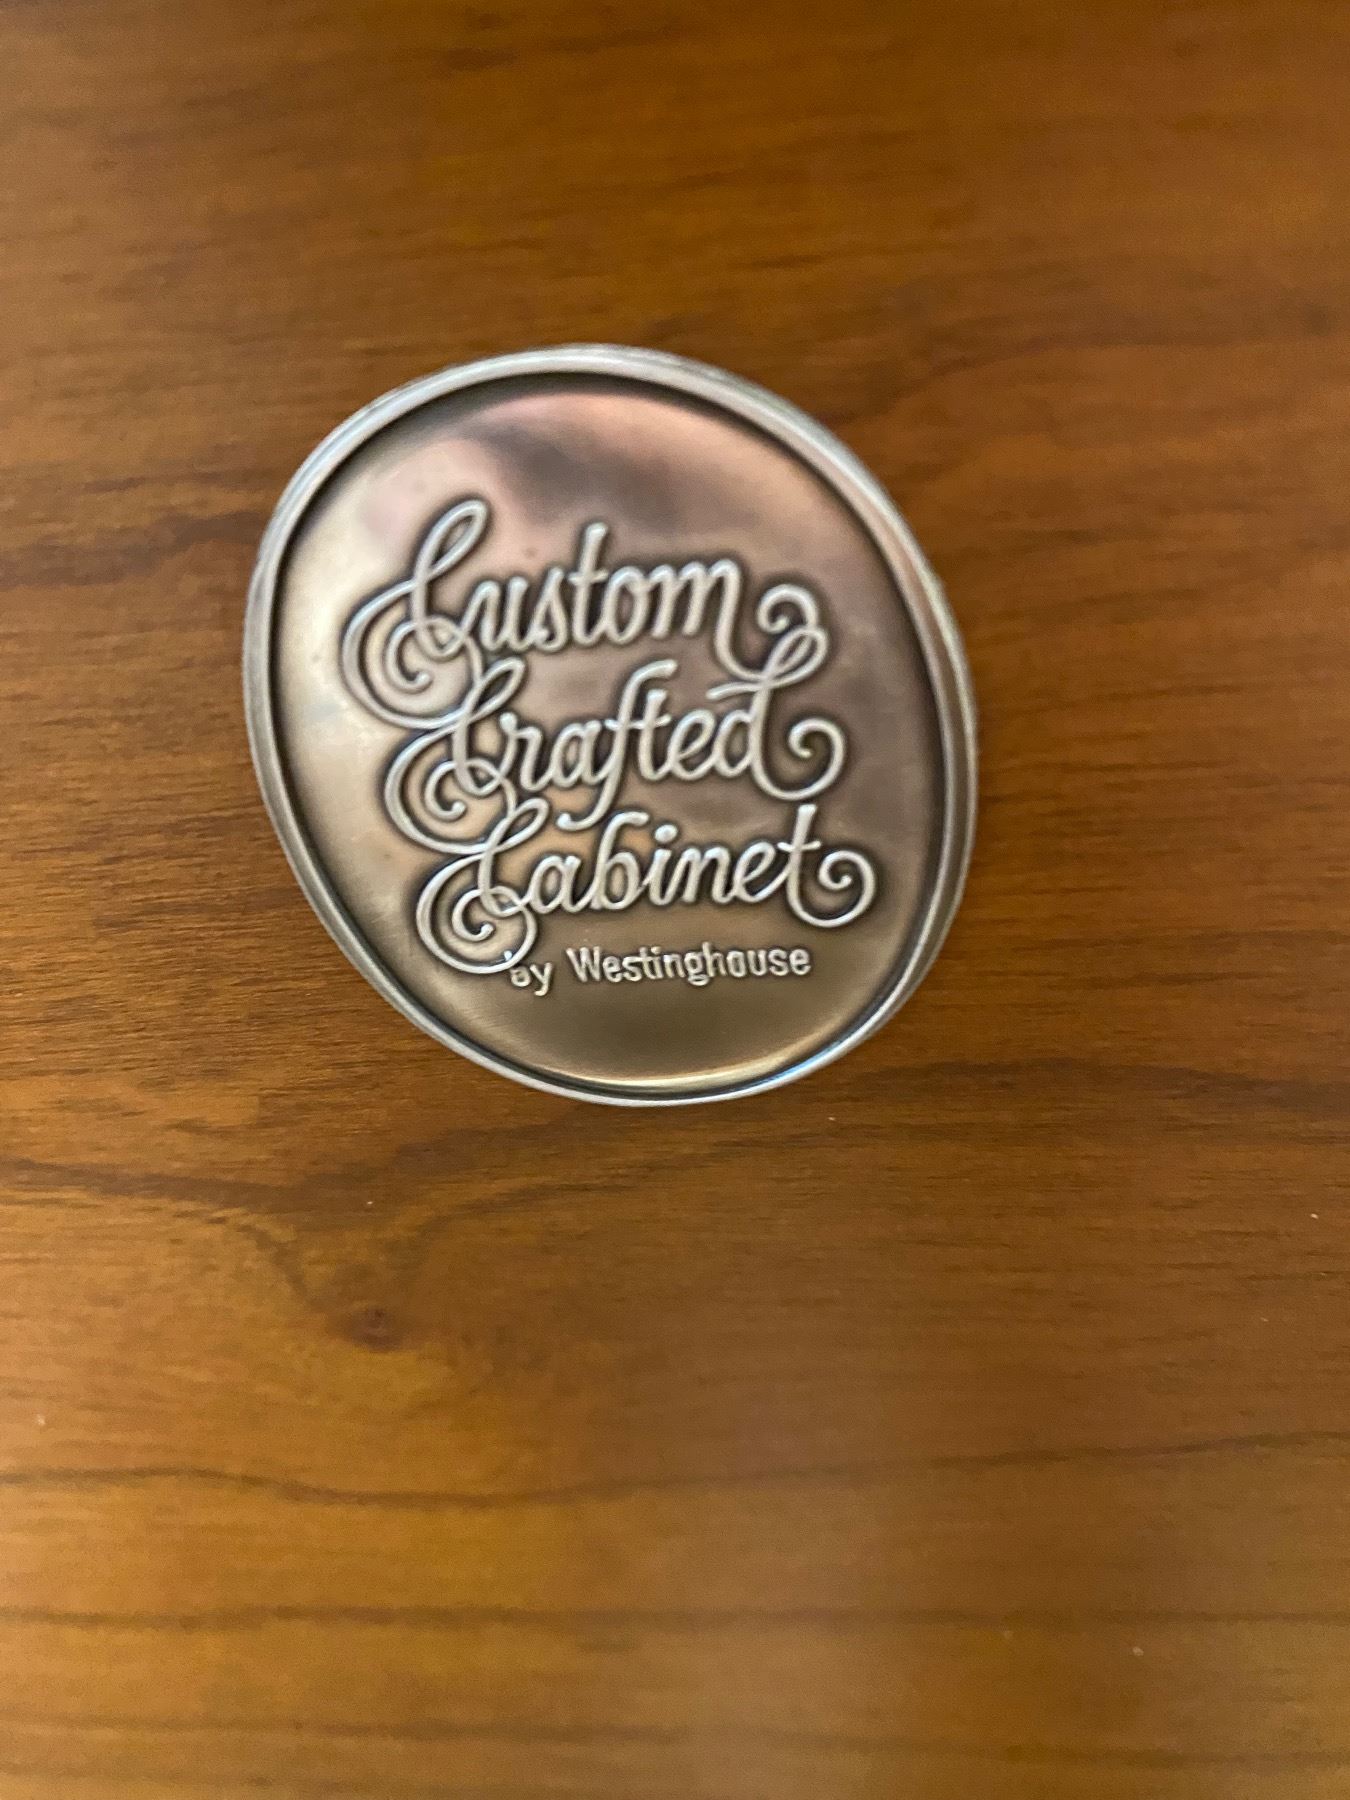 Custom
Crafted
Cabinet
by Westinghouse